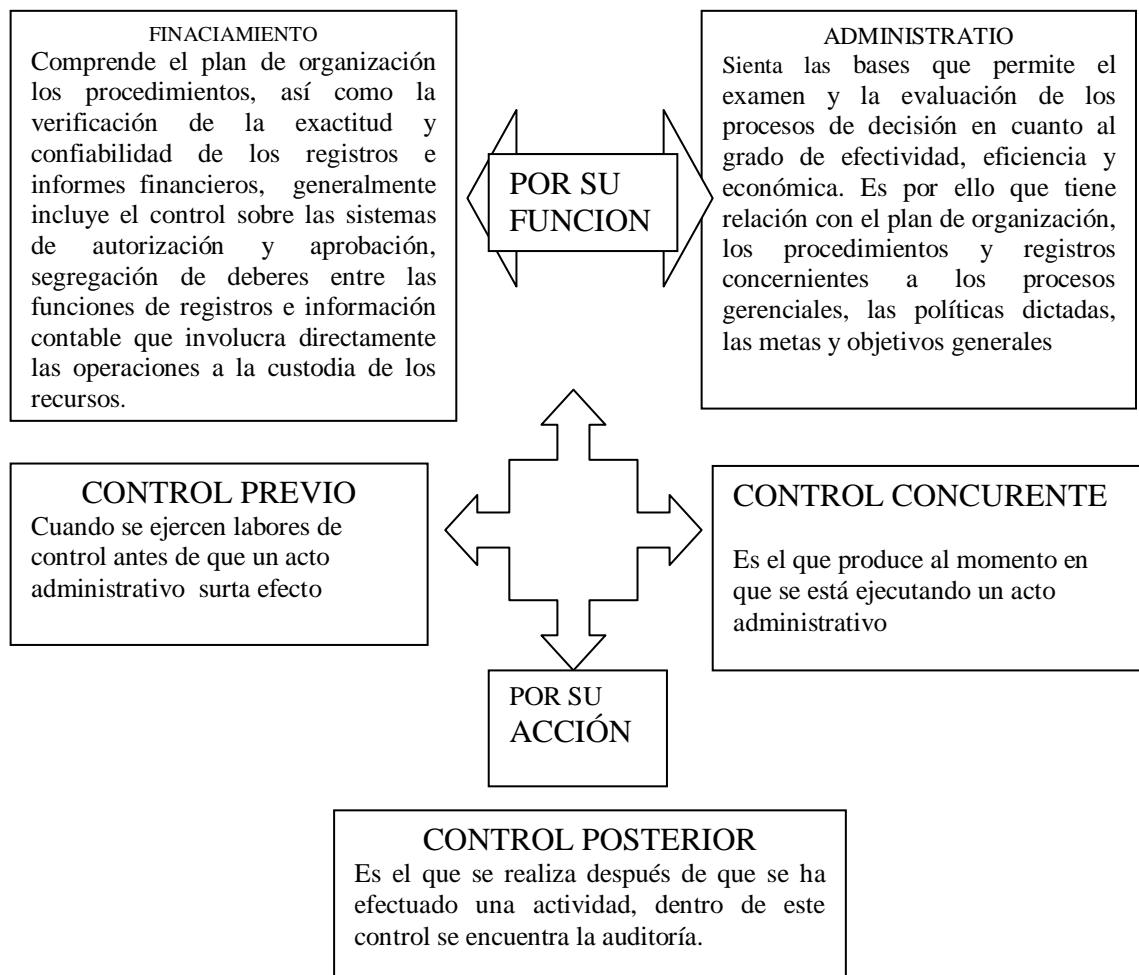 FINACIAMIENTO
Comprende el plan de organización
los procedimientos, así como la
verificación de la exactitud y
confiabilidad de los registros e
informes financieros, generalmente
incluye el control sobre las sistemas
de autorización y aprobación,
segregación de deberes entre las
funciones de registros e información
contable que involucra directamente
las operaciones a la custodia de los
recursos.
POR SU
FUNCION
ADMINISTRATIO
Sienta las bases que permite el
examen y la evaluación de los
procesos de decisión en cuanto al
grado de efectividad, eficiencia y
económica. Es por ello que tiene
relación con el plan de organización,
los procedimientos y registros
concernientes a los procesos
gerenciales, las políticas dictadas,
las metas y objetivos generales
CONTROL PREVIO
Cuando se ejercen labores de
control antes de que un acto
administrativo surta efecto
CONTROL CONCURENTE
Es el que produce al momento en
que se está ejecutando un acto
administrativo
POR SU
ACCIÓN
CONTROL POSTERIOR
Es el que se realiza después de que se ha
efectuado una actividad, dentro de este
control se encuentra la auditoría.